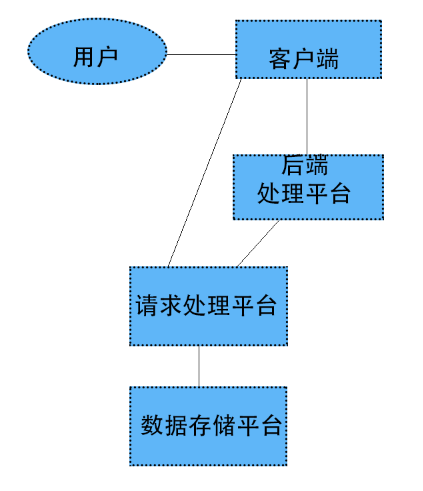 用户
客户端
后端
处理平台
请求处理平台
数据存储平台